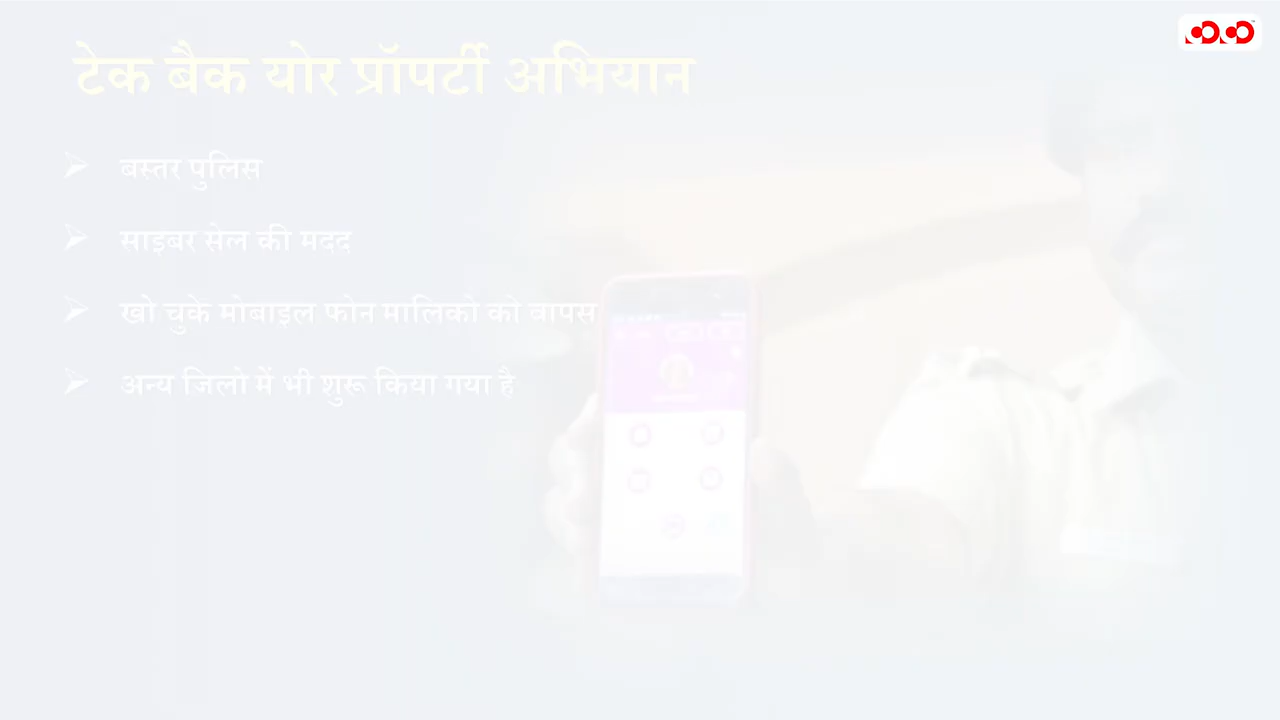 टेक बैक योर प्रॉपर्टी अभियान
बस्तर पुलिस
साइबर सेल की मदद
खो चुके मोबाइल फोन मालिकों को वापस
अन्य जिलो में भी शुरू किया गया है